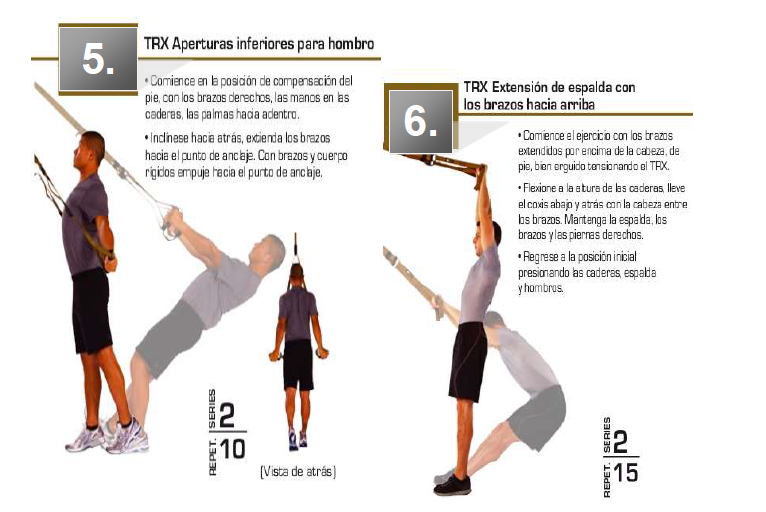 5.
TRX Aperturas inferiores para hombro
• Comience en la posición de compensación del
pie, con los brazos derechos, las manos en las
caderas, las palmas hacia adentro.
• Inclínese hacia atrás, extienda los brazos
hacia el punto de anclaje. Con brazos y cuerpo
rígidos empuje hacia el punto de anclaje.
SERIES 2
REPET. 10
(Vista de atrás)
6.
TRX Extensión de espalda con
los brazos hacia arriba
• Comience el ejercicio con los brazos
extendidos por encima de la cabeza, de
pie, bien erguido tensionando el TRX.
• Flexione a la altura de las caderas, lleve
el coxis abajo y atrás con la cabeza entre
los brazos. Mantenga la espalda, los
brazos y las piernas derechos.
• Regrese a la posición inicial
presionando las caderas, espalda
y hombros.
SERIES 2
REPET. 15